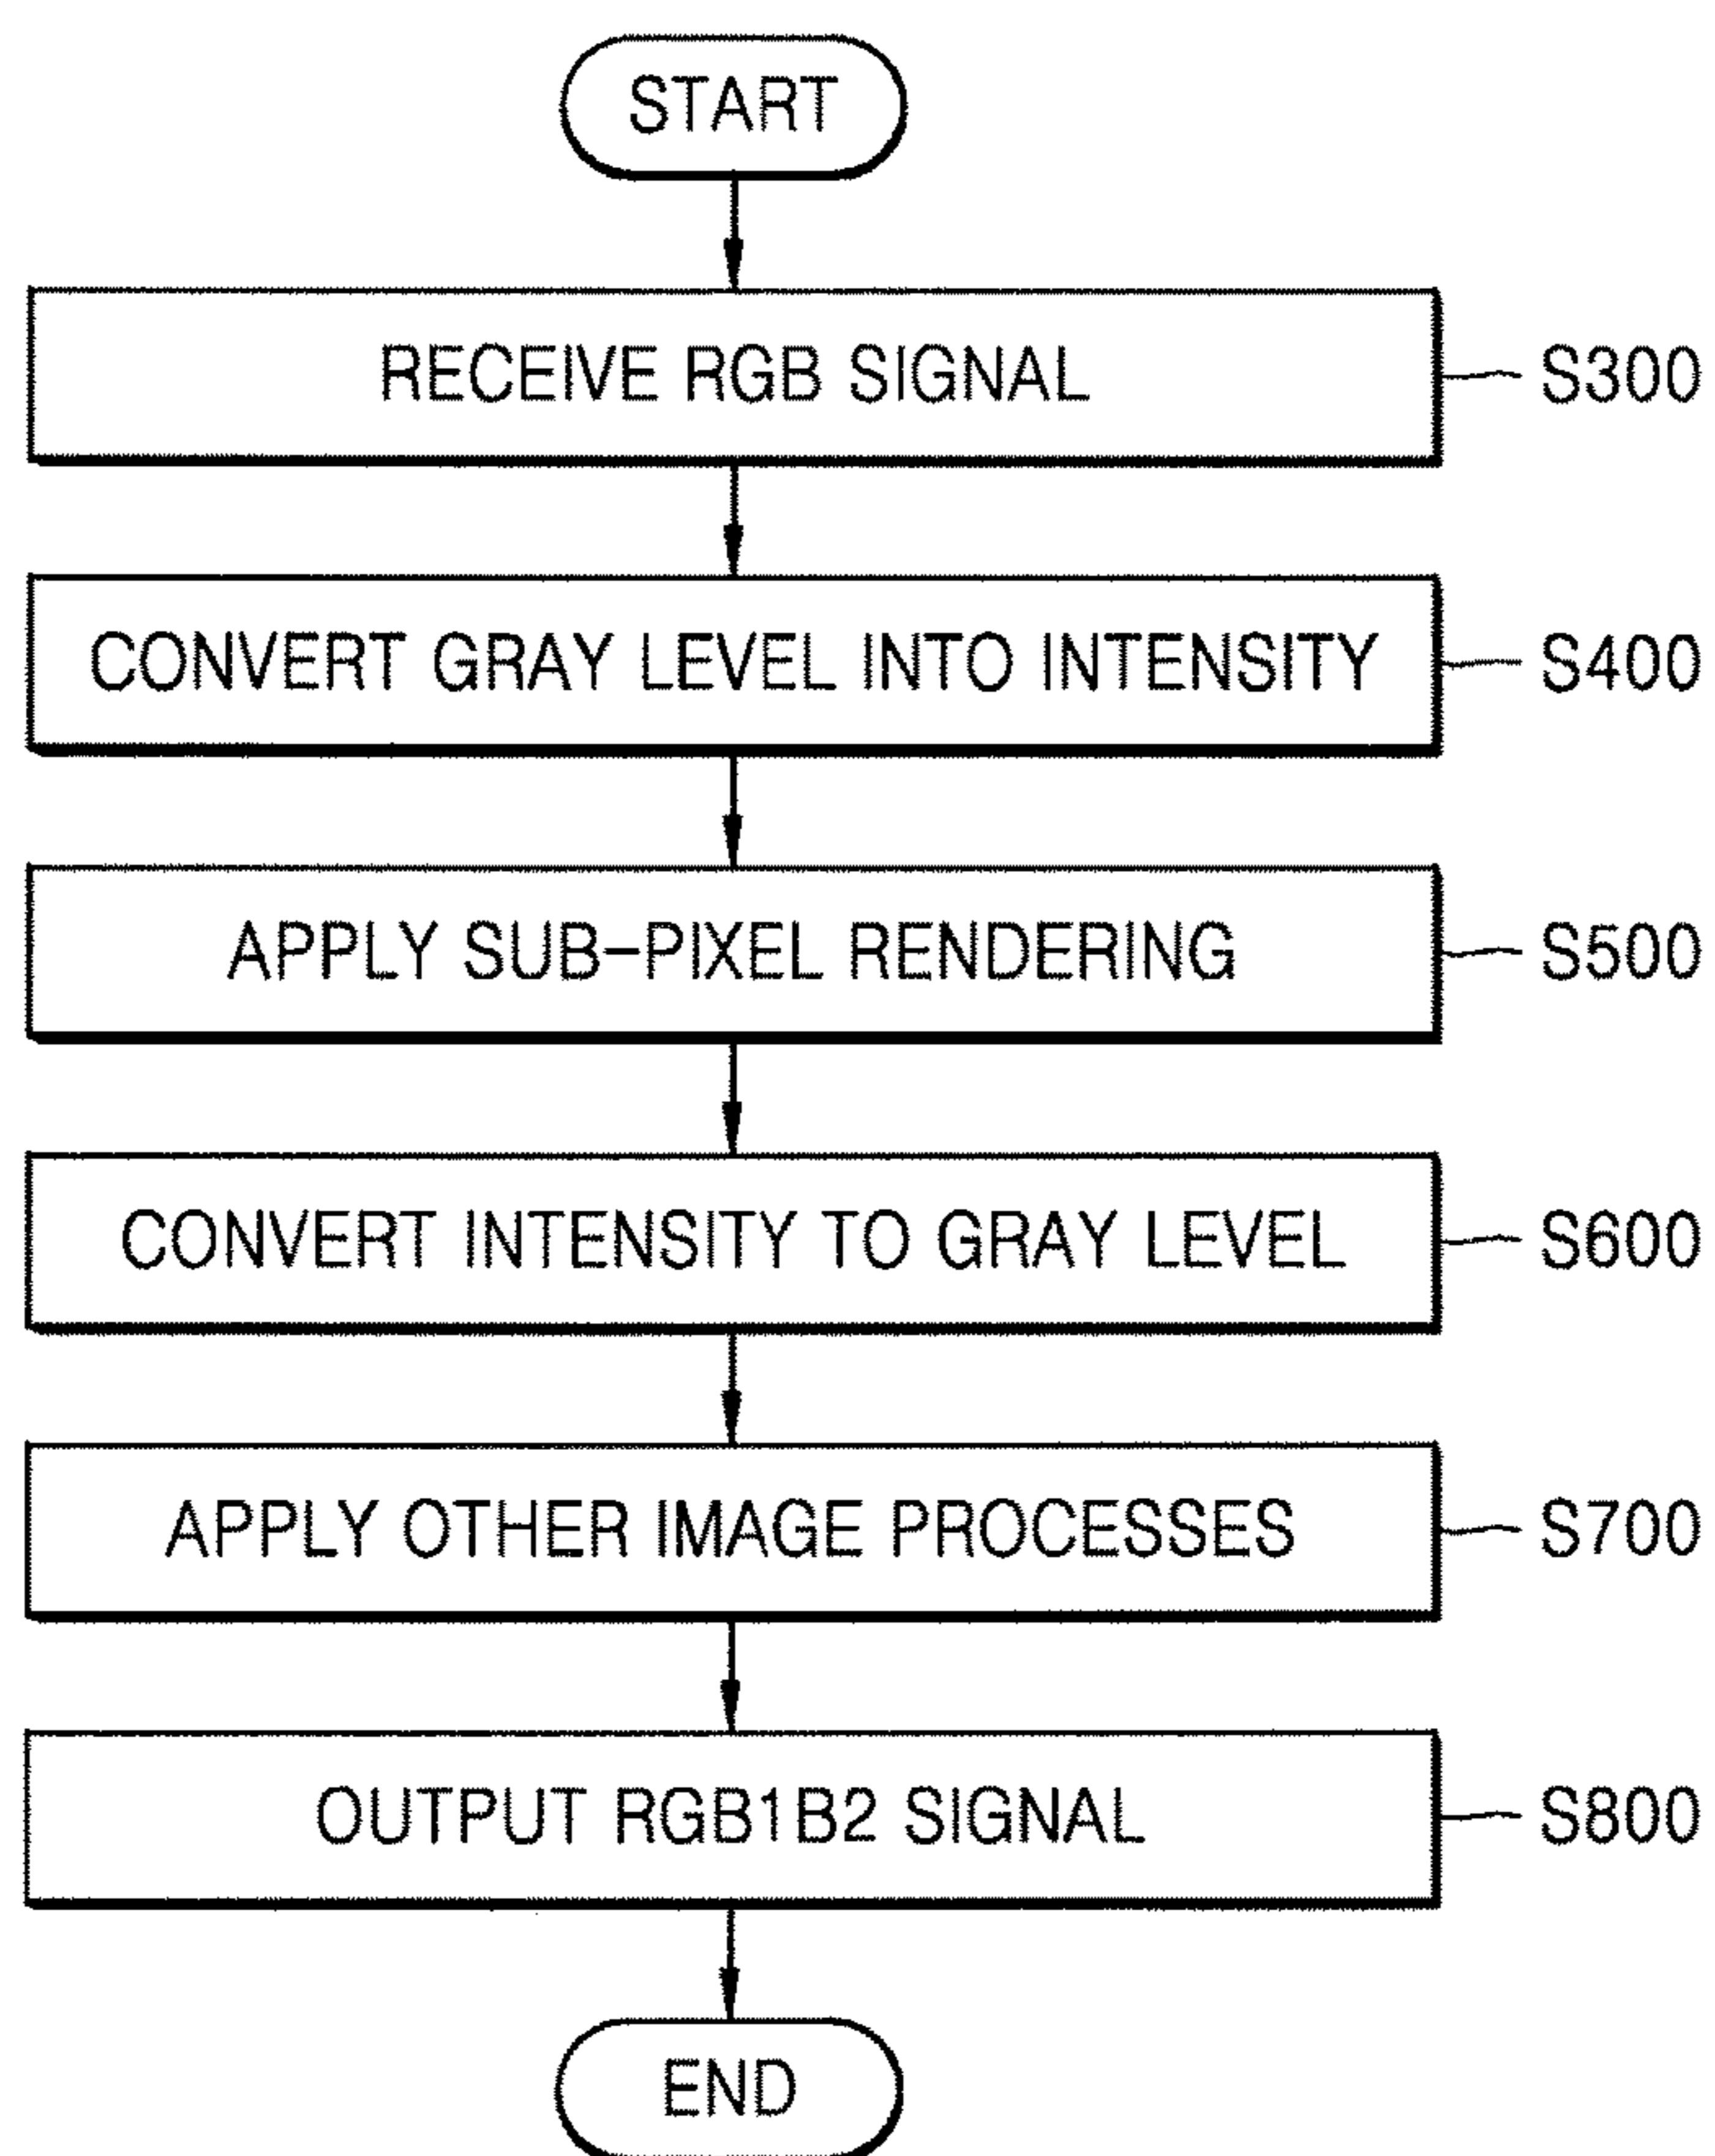 START
RECEIVE RGB SIGNAL
S300
CONVERT GRAY LEVEL INTO INTENSITY
S400
APPLY SUB-PIXEL RENDERING
S500
CONVERT INTENSITY TO GRAY LEVEL
S600
APPLY OTHER IMAGE PROCESSES
S700
OUTPUT RGB1B2 SIGNAL
S800
END